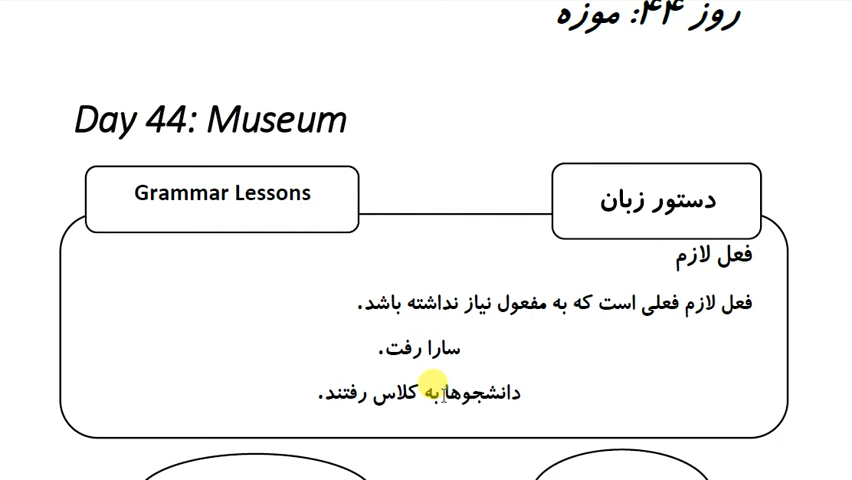 روز ۴۴: موزه
Day 44: Museum
Grammar Lessons
دستور زبان
فعل لازم
فعل لازم فعلی است که به مفعول نیاز نداشته باشد.
سارا رفت.
دانشجوها به کلاس رفتند.